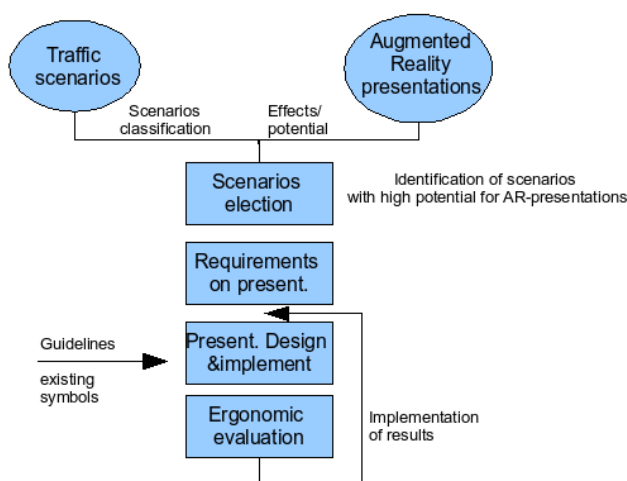 Traffic
scenarios
Augmented
Reality
presentations
Scenarios
classification
Effects/
potential
Scenarios
election
Identification of scenarios
with high potential for AR-presentations
Requirements
on present.
Guidelines
existing
symbols
Present. Design
&implement
Ergonomic
evaluation
Implementation
of results